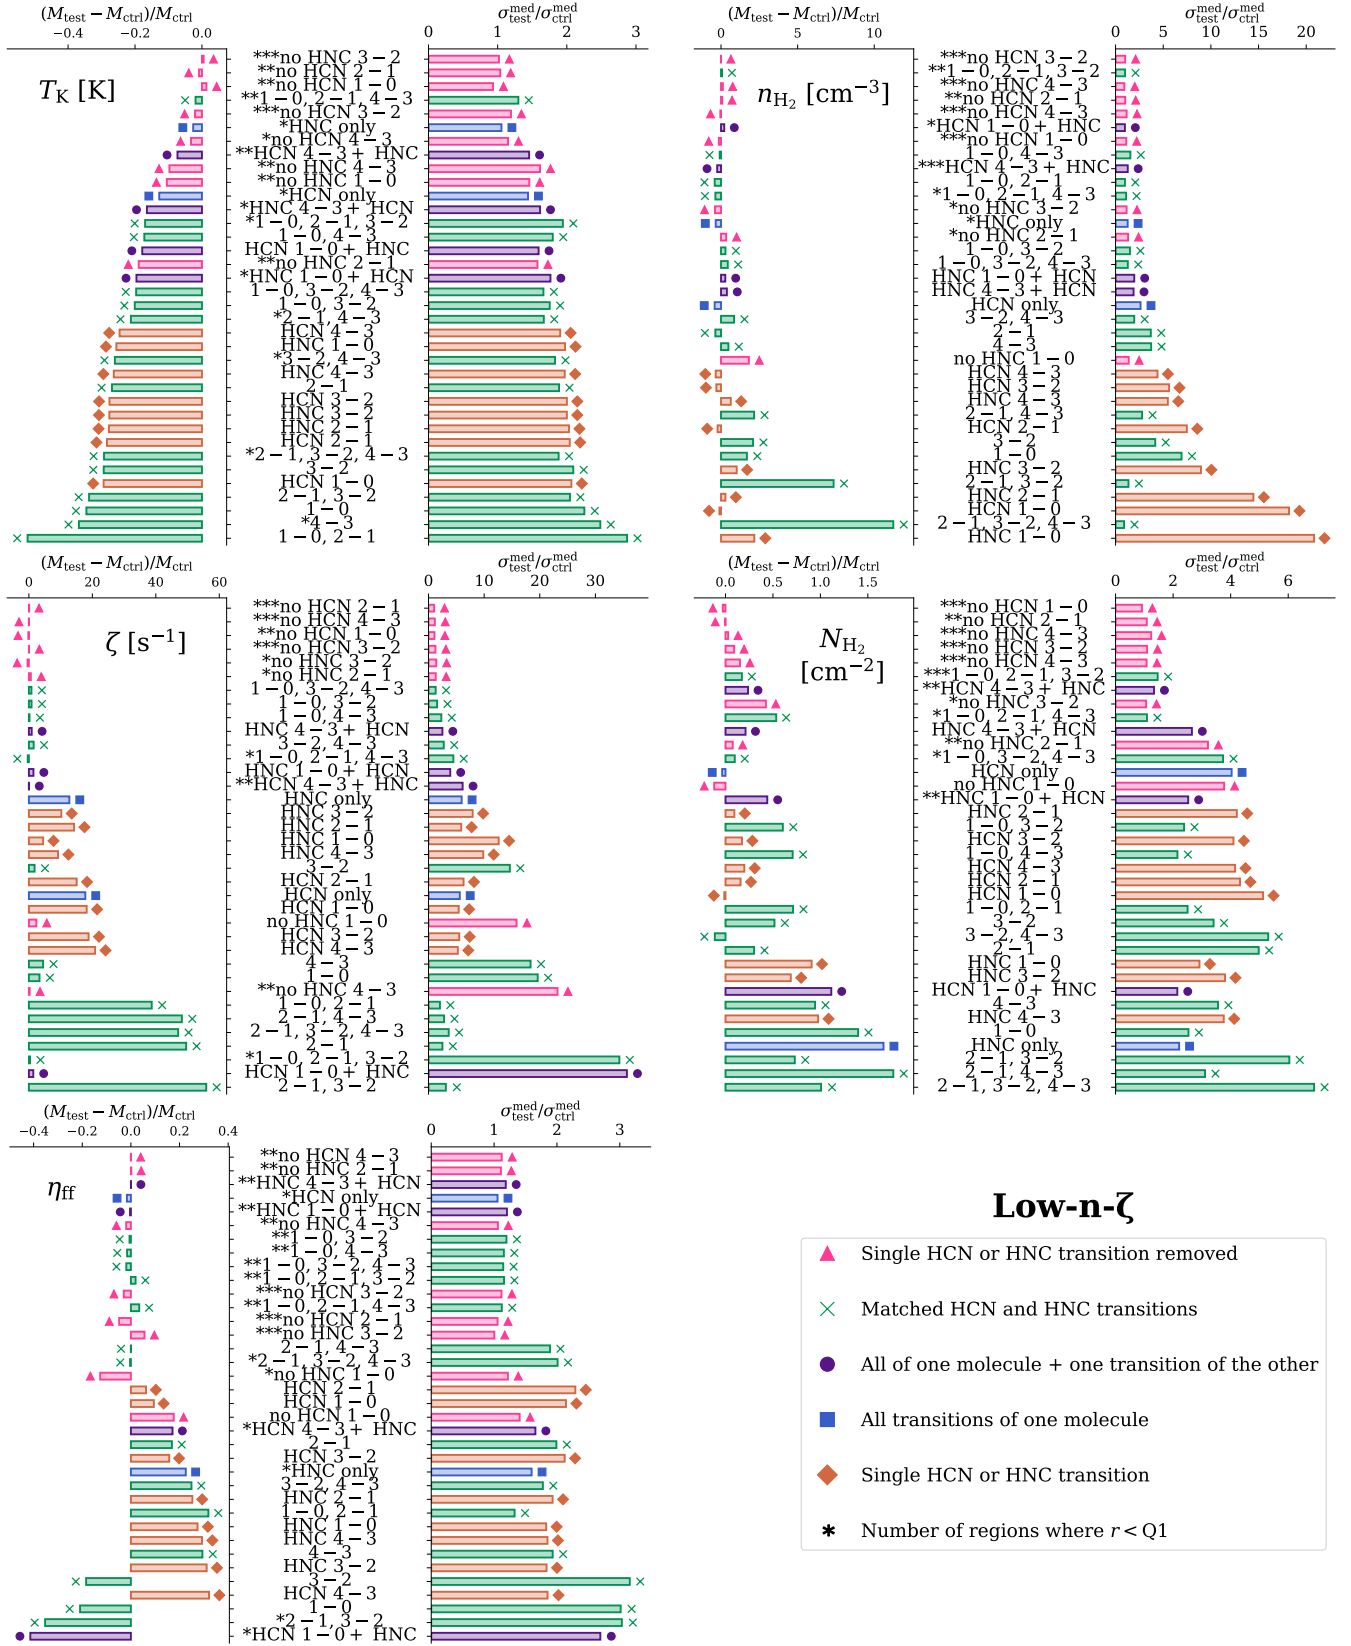 (M_test − M_ctrl)/M_ctrl
−0.4 −0.2 0.0
σ_test^med/σ_ctrl^med
0 1 2 3
T_K [K]
***no HNC 3−2
**no HCN 2−1
**no HCN 1−0
**1−0, 2−1, 4−3
***no HCN 3−2
*HNC only
*no HCN 4−3
**HCN 4−3+ HNC
**no HNC 4−3
**no HNC 1−0
*HCN only
*HNC 4−3+ HCN
*1−0, 2−1, 3−2
1−0, 4−3
HCN 1−0+ HNC
**no HNC 2−1
*HNC 1−0+ HCN
1−0, 3−2, 4−3
1−0, 3−2
*2−1, 4−3
HCN 4−3
HNC 1−0
*3−2, 4−3
HNC 4−3
2−1
HCN 3−2
HNC 3−2
HNC 2−1
HCN 2−1
*2−1, 3−2, 4−3
3−2
HCN 1−0
2−1, 3−2
1−0
*4−3
1−0, 2−1
(M_test − M_ctrl)/M_ctrl
0 5 10
σ_test^med/σ_ctrl^med
0 5 10 15 20
n_H2 [cm⁻³]
***no HCN 3−2
**1−0, 2−1, 3−2
***no HNC 4−3
**no HCN 2−1
***no HCN 4−3
*HCN 1−0+ HNC
***no HCN 1−0
1−0, 4−3
***HCN 4−3+ HNC
1−0, 2−1
*1−0, 2−1, 4−3
*no HNC 3−2
*HNC only
*no HNC 2−1
1−0, 3−2
1−0, 3−2, 4−3
HNC 1−0+ HCN
HNC 4−3+ HCN
HCN only
3−2, 4−3
2−1
4−3
no HNC 1−0
HCN 4−3
HCN 3−2
HNC 4−3
2−1, 4−3
HCN 2−1
3−2
1−0
HNC 3−2
2−1, 3−2
HNC 2−1
HCN 1−0
2−1, 3−2, 4−3
HNC 1−0
(M_test − M_ctrl)/M_ctrl
0 20 40 60
σ_test^med/σ_ctrl^med
0 10 20 30
ζ [s⁻¹]
***no HCN 2−1
***no HCN 4−3
**no HCN 1−0
***no HCN 3−2
*no HNC 3−2
*no HNC 2−1
1−0, 3−2, 4−3
1−0, 3−2
1−0, 4−3
HNC 4−3+ HCN
3−2, 4−3
*1−0, 2−1, 4−3
HNC 1−0+ HCN
**HCN 4−3+ HNC
HNC only
HNC 3−2
HNC 2−1
HNC 1−0
HNC 4−3
3−2
HCN 2−1
HCN only
HCN 1−0
no HNC 1−0
HCN 3−2
HCN 4−3
4−3
1−0
**no HNC 4−3
1−0, 2−1
2−1, 4−3
2−1, 3−2, 4−3
2−1
*1−0, 2−1, 3−2
HCN 1−0+ HNC
2−1, 3−2
(M_test − M_ctrl)/M_ctrl
0.0 0.5 1.0 1.5
σ_test^med/σ_ctrl^med
0 2 4 6
N_H2
[cm⁻²]
***no HCN 1−0
**no HCN 2−1
***no HNC 4−3
***no HCN 3−2
***no HCN 4−3
***1−0, 2−1, 3−2
**HCN 4−3+ HNC
*no HNC 3−2
*1−0, 2−1, 4−3
HNC 4−3+ HCN
**no HNC 2−1
*1−0, 3−2, 4−3
HCN only
no HNC 1−0
**HNC 1−0+ HCN
HNC 2−1
1−0, 3−2
HCN 3−2
1−0, 4−3
HCN 4−3
HCN 2−1
HCN 1−0
1−0, 2−1
3−2
3−2, 4−3
2−1
HNC 1−0
HNC 3−2
HCN 1−0+ HNC
4−3
HNC 4−3
1−0
HNC only
2−1, 3−2
2−1, 4−3
2−1, 3−2, 4−3
(M_test − M_ctrl)/M_ctrl
−0.4 −0.2 0.0 0.2 0.4
σ_test^med/σ_ctrl^med
0 1 2 3
η_ff
**no HCN 4−3
**no HCN 2−1
**HNC 4−3+ HCN
*HCN only
**HNC 1−0+ HCN
**no HNC 4−3
**1−0, 3−2
**1−0, 4−3
**1−0, 3−2, 4−3
**1−0, 2−1, 3−2
***no HCN 3−2
**1−0, 2−1, 4−3
***no HNC 2−1
***no HNC 3−2
2−1, 4−3
*2−1, 3−2, 4−3
*no HNC 1−0
HCN 2−1
HCN 1−0
no HCN 1−0
*HCN 4−3+ HNC
2−1
HCN 3−2
*HNC only
3−2, 4−3
HNC 2−1
1−0, 2−1
HNC 1−0
HNC 4−3
4−3
HNC 3−2
3−2
HCN 4−3
1−0
*2−1, 3−2
*HCN 1−0+ HNC
Low-n-ζ
Single HCN or HNC transition removed
Matched HCN and HNC transitions
All of one molecule + one transition of the other
All transitions of one molecule
Single HCN or HNC transition
* Number of regions where r < Q1